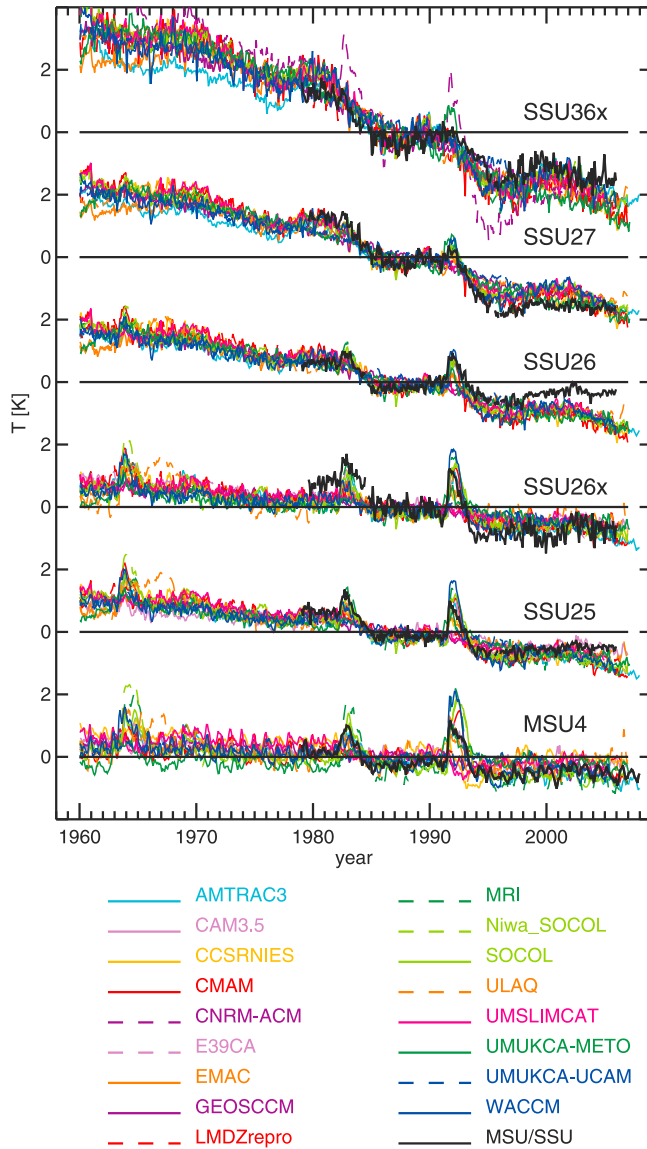 2
SSU36x
0
2
SSU27
0
2
SSU26
0
T [K]
2
SSU26x
0
2
SSU25
0
2
MSU4
0
1960 1970 1980 1990 2000
year
AMTRAC3 MRI
CAM3.5 Niwa_SOCOL
CCSRNIES SOCOL
CMAM ULAQ
CNRM-ACM UMSLIMCAT
E39CA UMUKCA-METO
EMAC UMUKCA-UCAM
GEOSCCM WACCM
LMDZrepro MSU/SSU